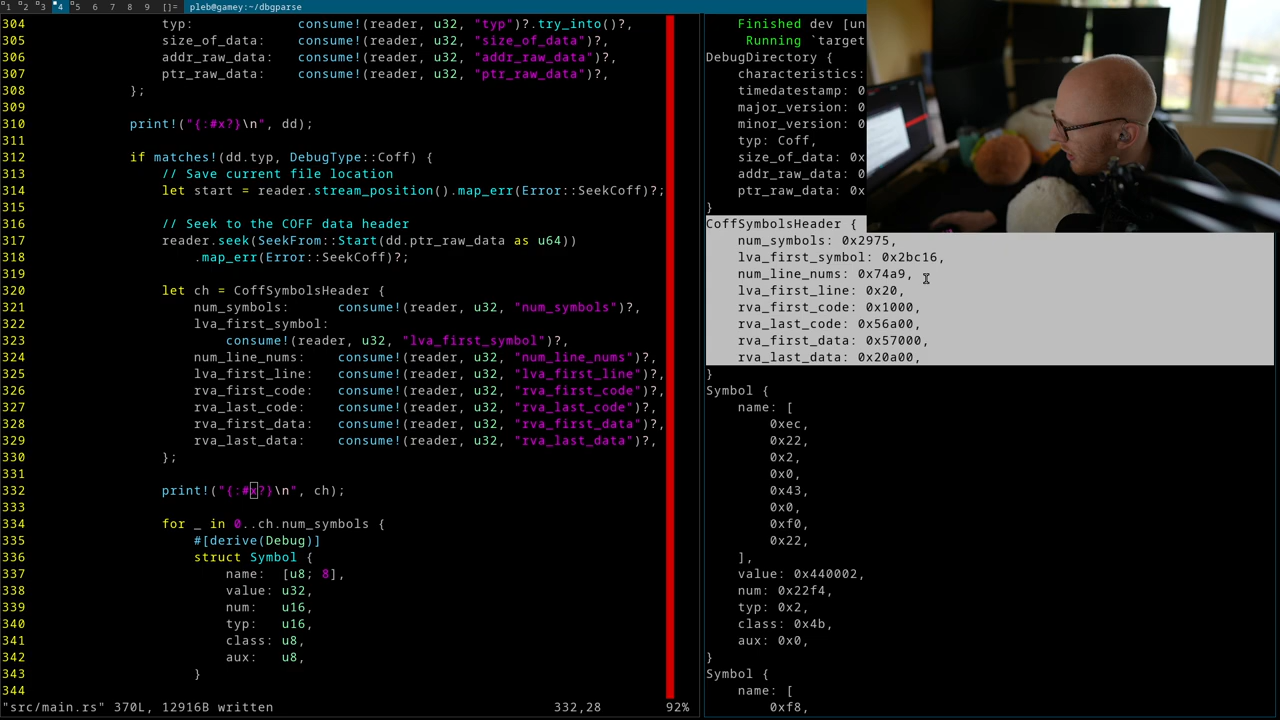 1 2 3 4 5 6 7 8 9 []= pleb@gamey:~/dbgparse
304 typ: consume!(reader, u32, "typ")?.try_into()?,
305 size_of_data: consume!(reader, u32, "size_of_data")?,
306 addr_raw_data: consume!(reader, u32, "addr_raw_data")?,
307 ptr_raw_data: consume!(reader, u32, "ptr_raw_data")?,
308 };
309
310 print!("{:#x?}\n", dd);
311
312 if matches!(dd.typ, DebugType::Coff) {
313 // Save current file location
314 let start = reader.stream_position().map_err(Error::SeekCoff)?;
315
316 // Seek to the COFF data header
317 reader.seek(SeekFrom::Start(dd.ptr_raw_data as u64))
318 .map_err(Error::SeekCoff)?;
319
320 let ch = CoffSymbolsHeader {
321 num_symbols: consume!(reader, u32, "num_symbols")?,
322 lva_first_symbol:
323 consume!(reader, u32, "lva_first_symbol")?,
324 num_line_nums: consume!(reader, u32, "num_line_nums")?,
325 lva_first_line: consume!(reader, u32, "lva_first_line")?,
326 rva_first_code: consume!(reader, u32, "rva_first_code")?,
327 rva_last_code: consume!(reader, u32, "rva_last_code")?,
328 rva_first_data: consume!(reader, u32, "rva_first_data")?,
329 rva_last_data: consume!(reader, u32, "rva_last_data")?,
330 };
331
332 print!("{:#x?}\n", ch);
333
334 for _ in 0..ch.num_symbols {
335 #[derive(Debug)]
336 struct Symbol {
337 name: [u8; 8],
338 value: u32,
339 num: u16,
340 typ: u16,
341 class: u8,
342 aux: u8,
343 }
344
"src/main.rs" 370L, 12916B written 332,28 92%
Finished dev [un
Running `target
DebugDirectory {
characteristics:
timedatestamp: 0
major_version: 0
minor_version: 0
typ: Coff,
size_of_data: 0x
addr_raw_data: 0
ptr_raw_data: 0x
}
CoffSymbolsHeader {
num_symbols: 0x2975,
lva_first_symbol: 0x2bc16,
num_line_nums: 0x74a9,
lva_first_line: 0x20,
rva_first_code: 0x1000,
rva_last_code: 0x56a00,
rva_first_data: 0x57000,
rva_last_data: 0x20a00,
}
Symbol {
name: [
0xec,
0x22,
0x2,
0x0,
0x43,
0x0,
0xf0,
0x22,
],
value: 0x440002,
num: 0x22f4,
typ: 0x2,
class: 0x4b,
aux: 0x0,
}
Symbol {
name: [
0xf8,